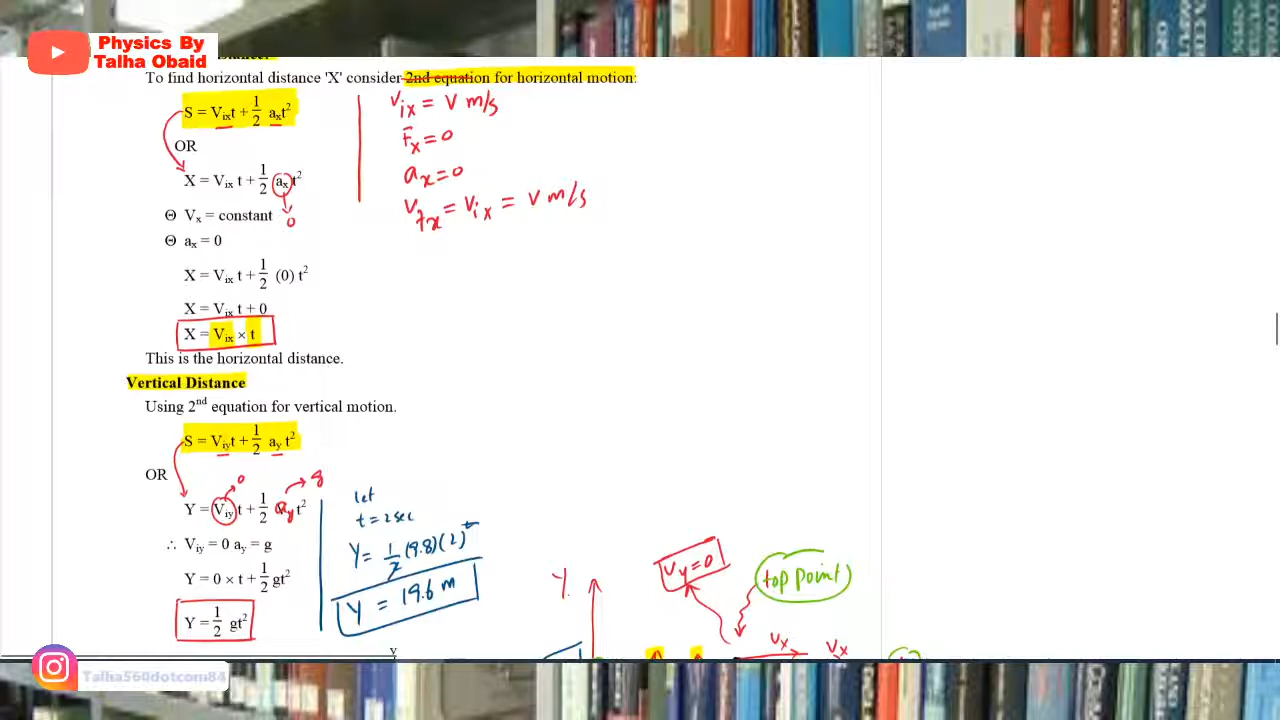 Physics By
Talha Obaid
To find horizontal distance 'X' consider 2nd equation for horizontal motion:
S = Vixt + 1/2 axt²
OR
X = Vix t + 1/2 axt²
0
Θ Vx = constant
Θ ax = 0
X = Vix t + 1/2 (0) t²
X = Vix t + 0
X = Vix × t
This is the horizontal distance.
Vix = V m/s
Fx = 0
ax = 0
Vfx = Vix = V m/s
Vertical Distance
Using 2nd equation for vertical motion.
S = Viyt + 1/2 ay t²
OR
0
g
Y = Viy t + 1/2 ay t²
∴ Viy = 0 ay = g
Y = 0 × t + 1/2 gt²
Y = 1/2 gt²
let
t = 2 sec
Y = 1/2 (9.8)(2)²
Y = 19.6 m
Y
Vy = 0
top point
Vx
Vx
y
Talha560dotcom84